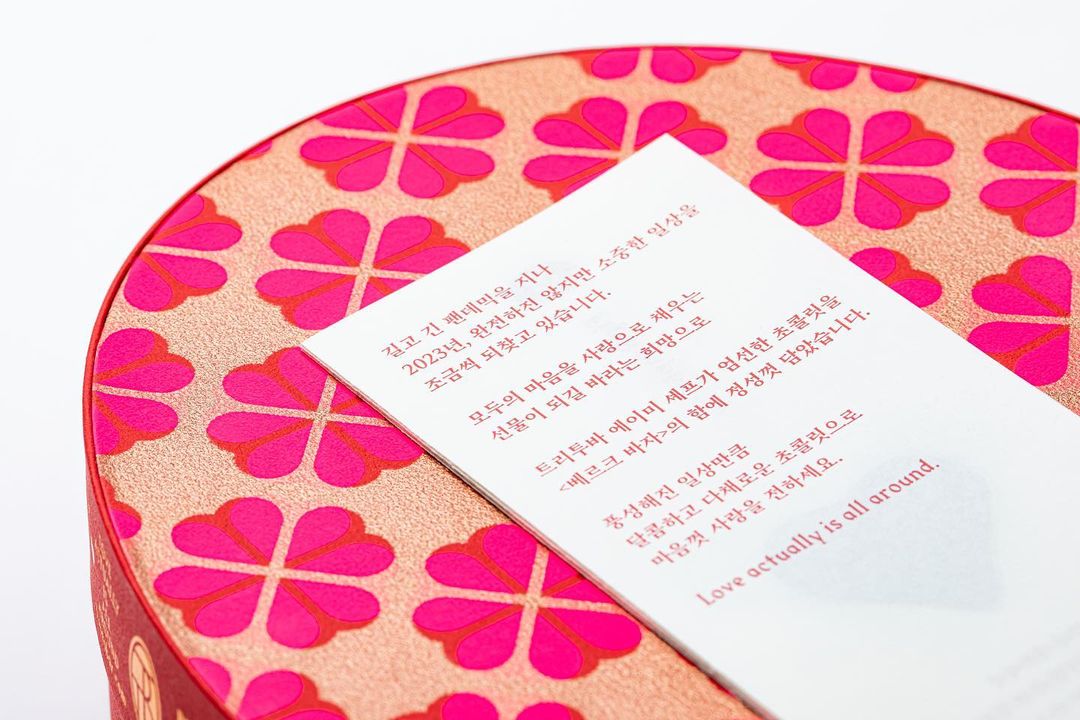 길고 긴 팬데믹을 지나
2023년, 완전하진 않지만 소중한 일상을
조금씩 되찾고 있습니다.
모두의 마음을 사랑으로 채우는
선물이 되길 바라는 희망으로
트리투바 에이미 셰프가 엄선한 초콜릿을
<베르크 바자>의 함에 정성껏 담았습니다.
풍성해진 일상만큼
달콤하고 다채로운 초콜릿으로
마음껏 사랑을 전하세요.
Love actually is all around.